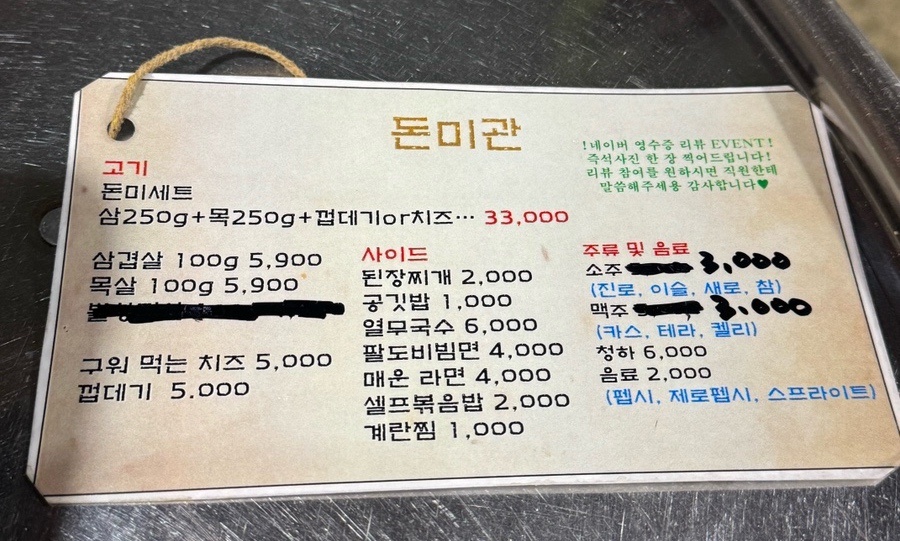 돈미관
!네이버 영수증 리뷰 EVENT!
즉석사진 한 장 찍어드립니다!
리뷰 참여를 원하시면 직원한테
말씀해주세용 감사합니다♥
고기
돈미세트
삼250g+목250g+껍데기or치즈… 33,000
삼겹살 100g 5,900
목살 100g 5,900
구워 먹는 치즈 5,000
껍데기 5.000
사이드
된장찌개 2,000
공깃밥 1,000
열무국수 6,000
팔도비빔면 4,000
매운 라면 4,000
셀프볶음밥 2,000
계란찜 1,000
주류 및 음료
소주 3,000
(진로, 이슬, 새로, 참)
맥주 3,000
(카스, 테라, 켈리)
청하 6,000
음료 2,000
(펩시, 제로펩시, 스프라이트)